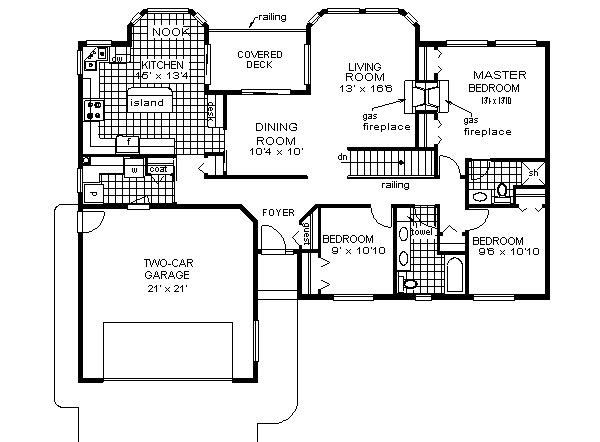 railing
NOOK
COVERED
DECK
KITCHEN
15' x 13'4
dw
island
LIVING
ROOM
13' x 16'6
MASTER
BEDROOM
13'1 x 13'10
gas
fireplace
gas
fireplace
desk
DINING
ROOM
10'4 x 10'
f
dn
railing
w
coat
D
sh
FOYER
guest
towel
BEDROOM
9' x 10'10
BEDROOM
9'6 x 10'10
TWO-CAR
GARAGE
21' x 21'